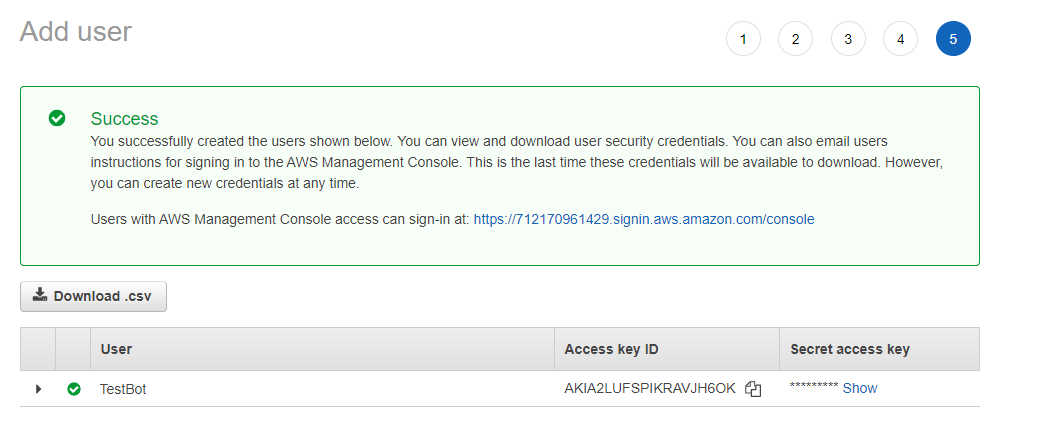 Add user
1 2 3 4 5
Success
You successfully created the users shown below. You can view and download user security credentials. You can also email users
instructions for signing in to the AWS Management Console. This is the last time these credentials will be available to download. However,
you can create new credentials at any time.
Users with AWS Management Console access can sign-in at: https://712170961429.signin.aws.amazon.com/console
Download .csv
User Access key ID Secret access key
TestBot AKIA2LUFSPIKRAVJH6OK ********* Show